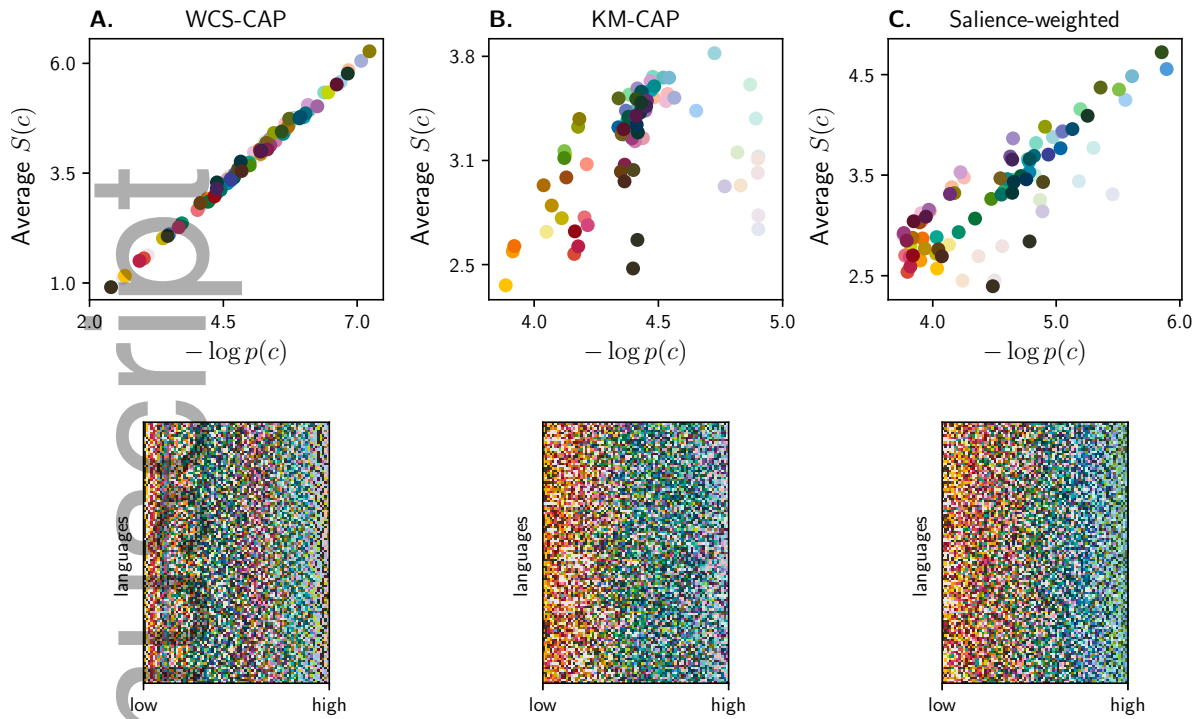 A. WCS-CAP
B. KM-CAP
C. Salience-weighted
Average S(c)
6.0
3.5
1.0
2.0 4.5 7.0
− log p(c)
Average S(c)
3.8
3.1
2.5
4.0 4.5 5.0
− log p(c)
Average S(c)
4.5
3.5
2.5
4.0 5.0 6.0
− log p(c)
languages
low high
languages
low high
languages
low high